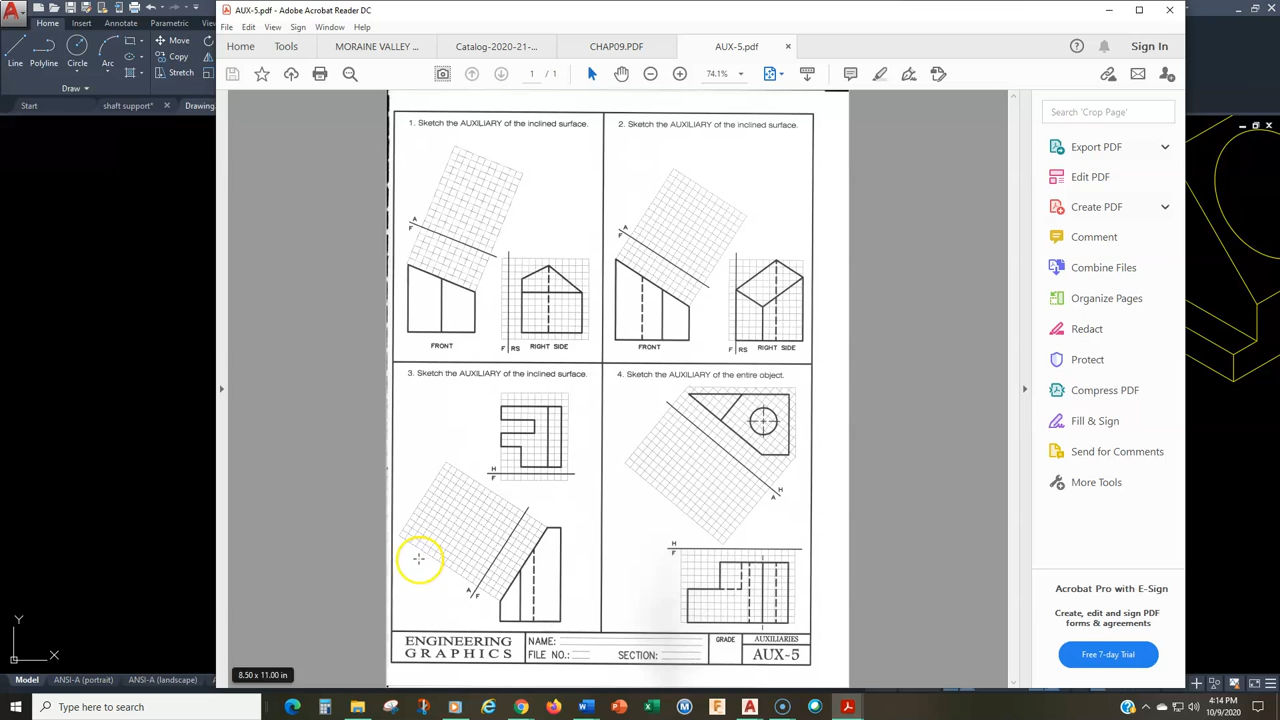 AUX-5.pdf - Adobe Acrobat Reader DC
File Edit View Sign Window Help
Home Tools MORAINE VALLEY ... Catalog-2020-21-... CHAP09.PDF AUX-5.pdf Sign In
1 / 1 74.1%
Home Insert Annotate
Line Polyline Circle Arc
Move
Copy
Stretch
Draw
Start shaft support* Drawing
1. Sketch the AUXILIARY of the inclined surface.
A
F
F RS
FRONT RIGHT SIDE
2. Sketch the AUXILIARY of the inclined surface.
A
F
F RS
FRONT RIGHT SIDE
3. Sketch the AUXILIARY of the inclined surface.
H
F
A F
4. Sketch the AUXILIARY of the entire object.
H
A
H
F
ENGINEERING
GRAPHICS
NAME:
FILE NO.: SECTION:
GRADE
AUXILIARIES
AUX-5
Search 'Crop Page'
Export PDF
Edit PDF
Create PDF
Comment
Combine Files
Organize Pages
Redact
Protect
Compress PDF
Fill & Sign
Send for Comments
More Tools
Acrobat Pro with E-Sign
Create, edit and sign PDF
forms & agreements
Free 7-day Trial
8.50 x 11.00 in
Y
X
Model ANSI-A (portrait) ANSI-A (landscape)
Type here to search
4:14 PM
10/9/2020